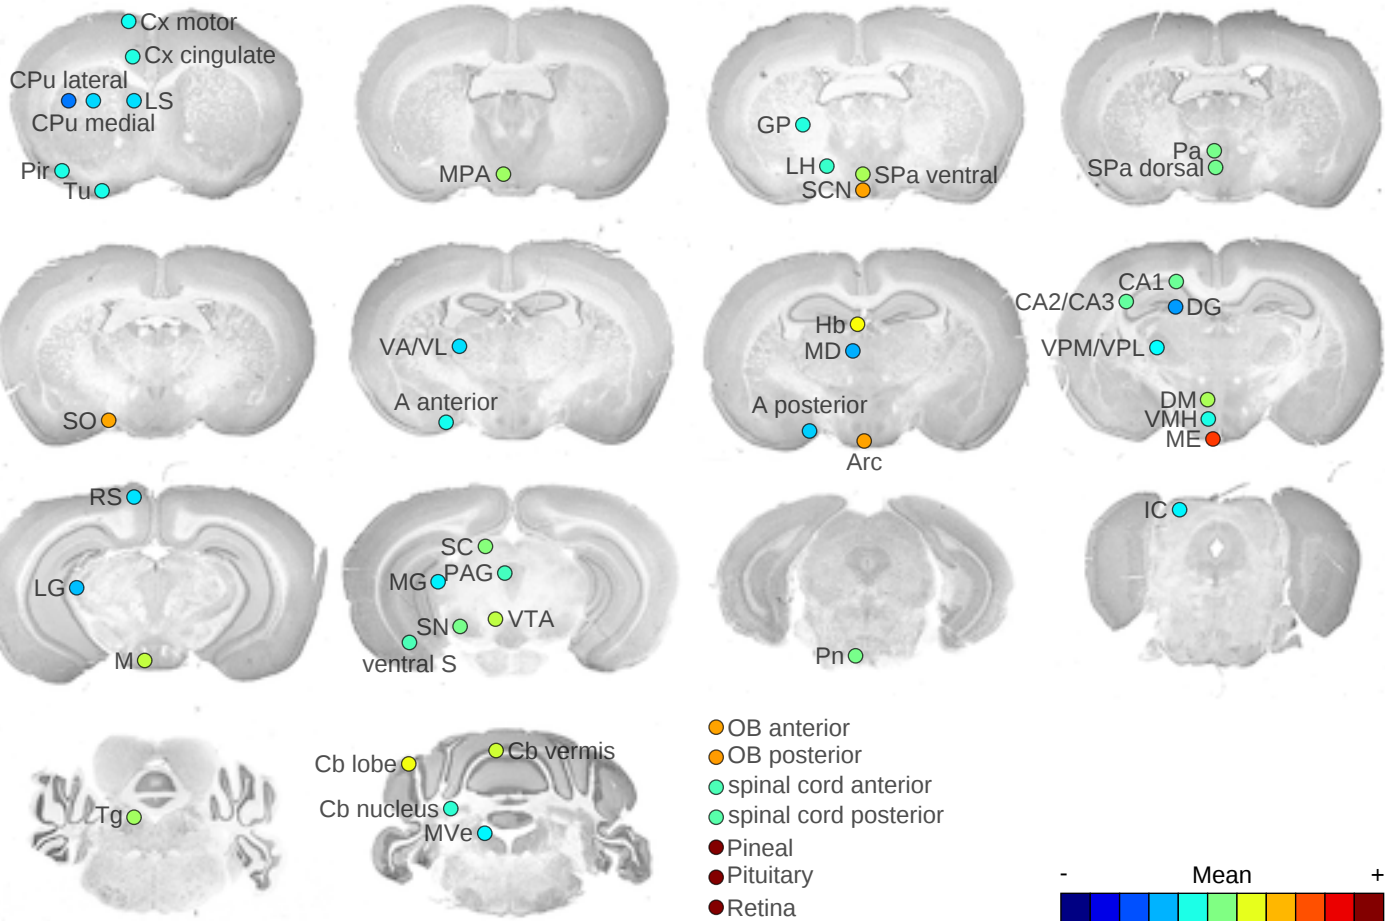 Cx motor
Cx cingulate
CPu lateral
LS
CPu medial
Pir
Tu
MPA
GP
LH
SPa ventral
SCN
Pa
SPa dorsal
SO
VA/VL
A anterior
Hb
MD
A posterior
Arc
CA1
CA2/CA3
DG
VPM/VPL
DM
VMH
ME
RS
LG
M
SC
MG
PAG
SN
VTA
ventral S
Pn
IC
Tg
Cb lobe
Cb vermis
Cb nucleus
MVe
OB anterior
OB posterior
spinal cord anterior
spinal cord posterior
Pineal
Pituitary
Retina
- Mean +